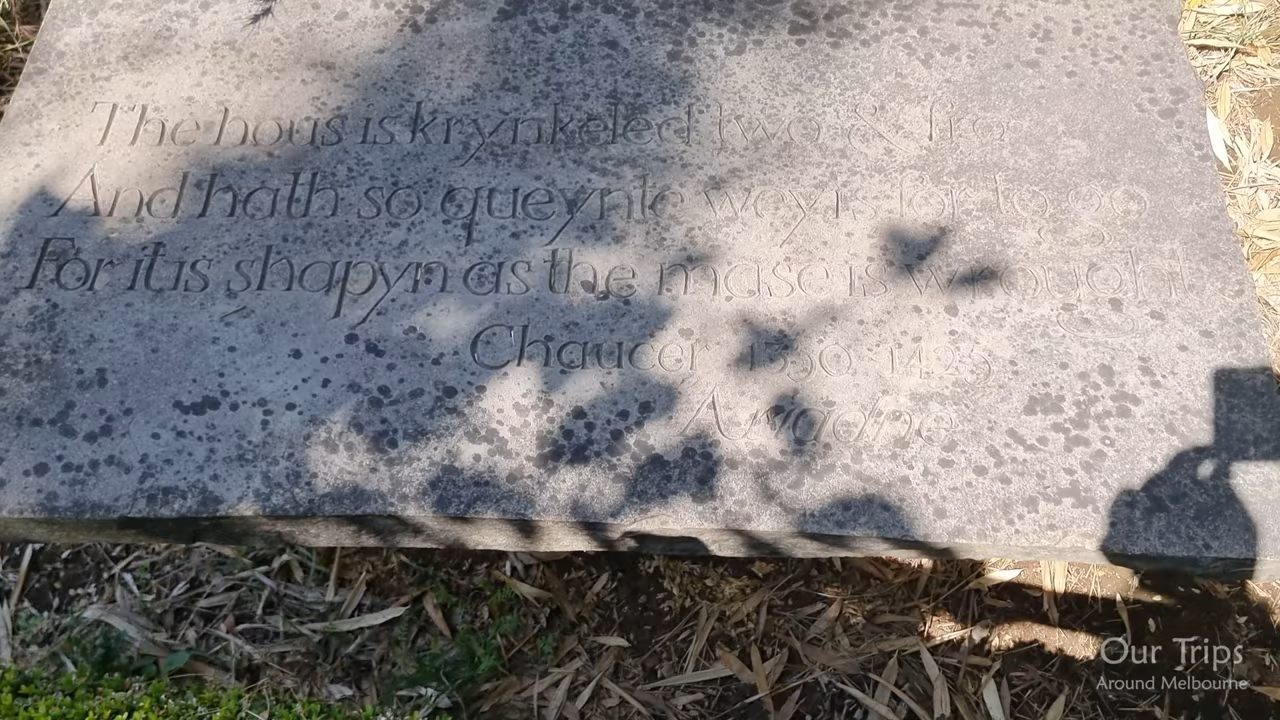 The hous is krynkeled two & fro
And hath so queynte weyis for to go
For it is shapyn as the mase is wrought
Chaucer 1350 1425
Ariadne
Our Trips
Around Melbourne